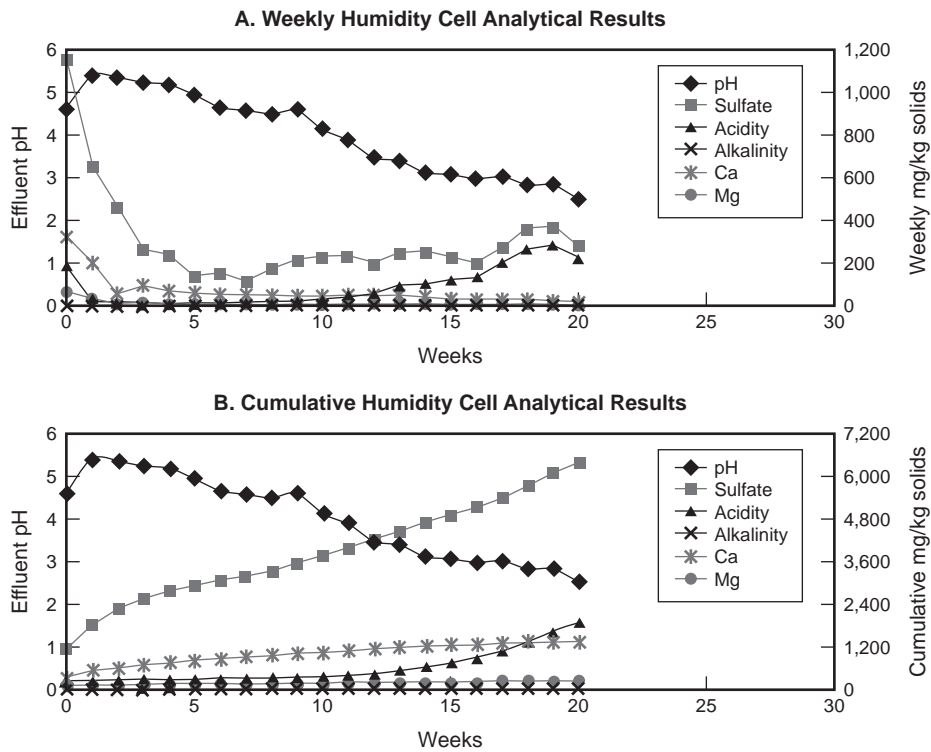 A. Weekly Humidity Cell Analytical Results
6
5
4
3
2
1
0
Effluent pH
1,200
1,000
800
600
400
200
0
Weekly mg/kg solids
pH
Sulfate
Acidity
Alkalinity
Ca
Mg
0 5 10 15 20 25 30
Weeks
B. Cumulative Humidity Cell Analytical Results
6
5
4
3
2
1
0
Effluent pH
7,200
6,000
4,800
3,600
2,400
1,200
0
Cumulative mg/kg solids
pH
Sulfate
Acidity
Alkalinity
Ca
Mg
0 5 10 15 20 25 30
Weeks